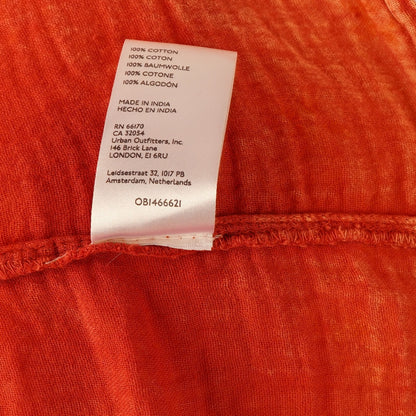 100% COTTON
100% COTON
100% BAUMWOLLE
100% COTONE
100% ALGODÓN
MADE IN INDIA
HECHO EN INDIA
RN 66170
CA 32054
Urban Outfitters, Inc.
146 Brick Lane
LONDON, E1 6RU
Leidsestraat 32, 1017 PB
Amsterdam, Netherlands
OB1466621